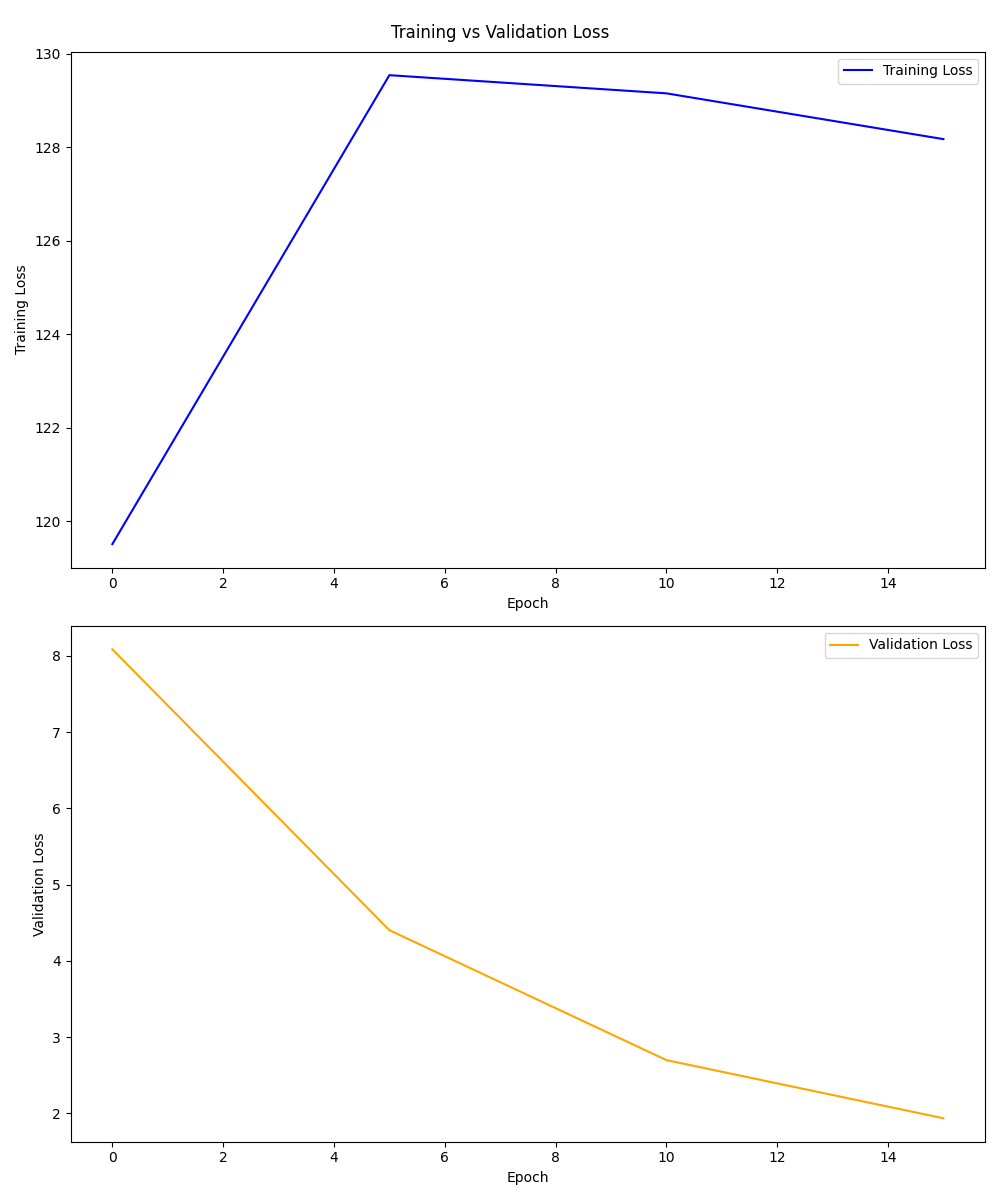 Training vs Validation Loss
130
128
126
124
122
120
Training Loss
Training Loss
0 2 4 6 8 10 12 14
Epoch
8
7
6
5
4
3
2
Validation Loss
Validation Loss
0 2 4 6 8 10 12 14
Epoch